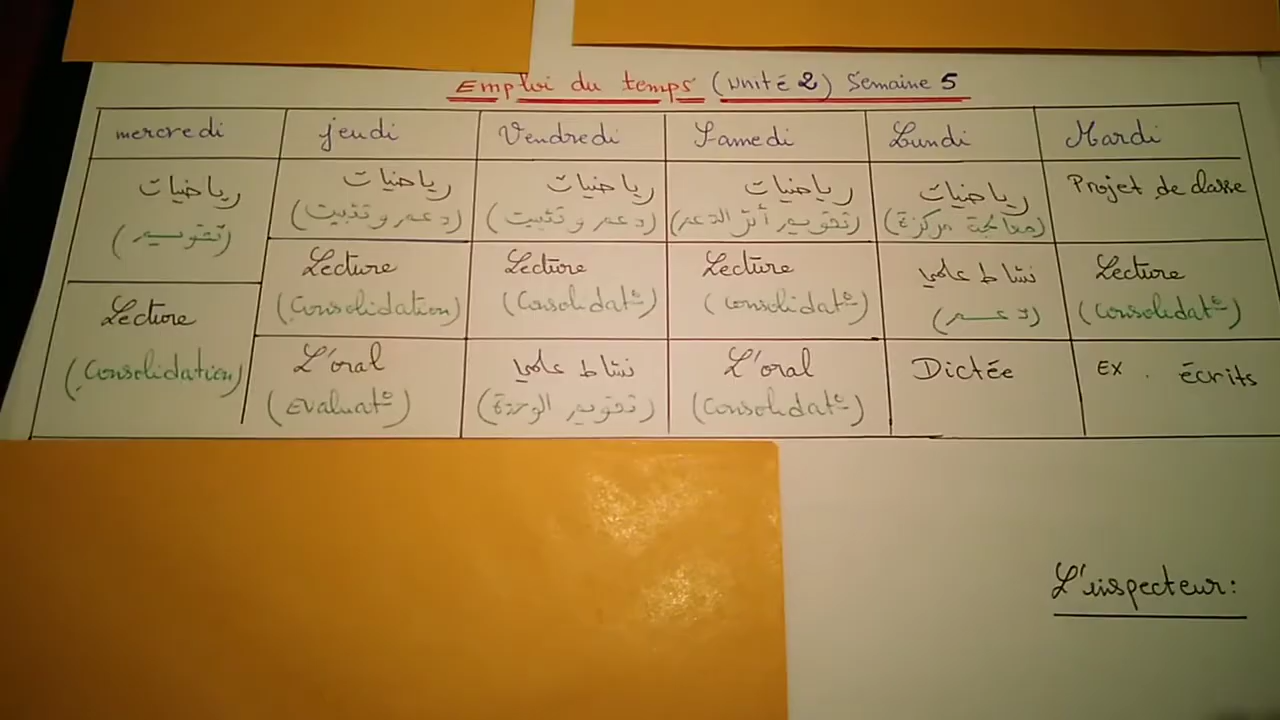 Emploi du temps (Unité 2) Semaine 5
mercredi jeudi Vendredi Samedi Lundi Mardi
رياضيات رياضيات رياضيات رياضيات رياضيات Projet de classe
(تقويم) (دعم و تثبيت) (دعم و تثبيت) (تقويم أثر الدعم) (معالجة مركزة)
Lecture Lecture Lecture Lecture نشاط علمي Lecture
(Consolidation) (Consolidation) (Consolidat°) (Consolidat°) (دعم) (Consolidat°)
L'oral نشاط علمي L'oral Dictée Ex. écrits
(Evaluat°) (تقويم الوحدة) (Consolidat°)
L'inspecteur: